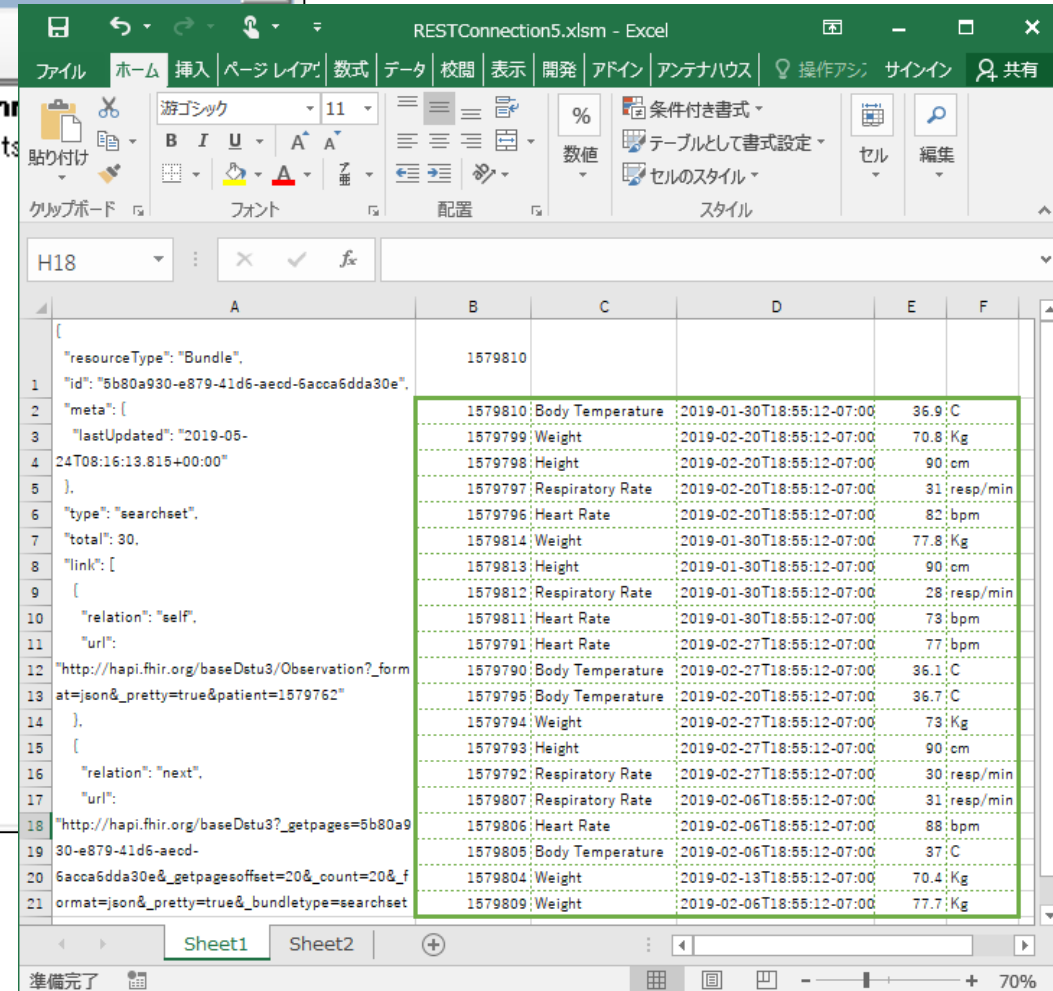 RESTConnection5.xlsm - Excel
ファイル ホーム 挿入 ページ レイアウ 数式 データ 校閲 表示 開発 アドイン アンテナハウス 操作アシ サインイン 共有
貼り付け
游ゴシック 11
B I U A A
A
%
数値
条件付き書式
テーブルとして書式設定
セルのスタイル
セル
編集
クリップボード フォント 配置 スタイル
H18 fx
A B C D E F
{
"resourceType": "Bundle", 1579810
1 "id": "5b80a930-e879-41d6-aecd-6acca6dda30e",
2 "meta": { 1579810 Body Temperature 2019-01-30T18:55:12-07:00 36.9 C
3 "lastUpdated": "2019-05- 1579799 Weight 2019-02-20T18:55:12-07:00 70.8 Kg
4 24T08:16:13.815+00:00" 1579798 Height 2019-02-20T18:55:12-07:00 90 cm
5 }, 1579797 Respiratory Rate 2019-02-20T18:55:12-07:00 31 resp/min
6 "type": "searchset", 1579796 Heart Rate 2019-02-20T18:55:12-07:00 82 bpm
7 "total": 30, 1579814 Weight 2019-01-30T18:55:12-07:00 77.8 Kg
8 "link": [ 1579813 Height 2019-01-30T18:55:12-07:00 90 cm
9 { 1579812 Respiratory Rate 2019-01-30T18:55:12-07:00 28 resp/min
10 "relation": "self", 1579811 Heart Rate 2019-01-30T18:55:12-07:00 73 bpm
11 "url": 1579791 Heart Rate 2019-02-27T18:55:12-07:00 77 bpm
12 "http://hapi.fhir.org/baseDstu3/Observation?_form 1579790 Body Temperature 2019-02-27T18:55:12-07:00 36.1 C
13 at=json&_pretty=true&patient=1579762" 1579795 Body Temperature 2019-02-20T18:55:12-07:00 36.7 C
14 }, 1579794 Weight 2019-02-27T18:55:12-07:00 73 Kg
15 { 1579793 Height 2019-02-27T18:55:12-07:00 90 cm
16 "relation": "next", 1579792 Respiratory Rate 2019-02-27T18:55:12-07:00 30 resp/min
17 "url": 1579807 Respiratory Rate 2019-02-06T18:55:12-07:00 31 resp/min
18 "http://hapi.fhir.org/baseDstu3?_getpages=5b80a9 1579806 Heart Rate 2019-02-06T18:55:12-07:00 88 bpm
19 30-e879-41d6-aecd- 1579805 Body Temperature 2019-02-06T18:55:12-07:00 37 C
20 6acca6dda30e&_getpagesoffset=20&_count=20&_f 1579804 Weight 2019-02-13T18:55:12-07:00 70.4 Kg
21 ormat=json&_pretty=true&_bundletype=searchset 1579809 Weight 2019-02-06T18:55:12-07:00 77.7 Kg
Sheet1 Sheet2
準備完了 70%